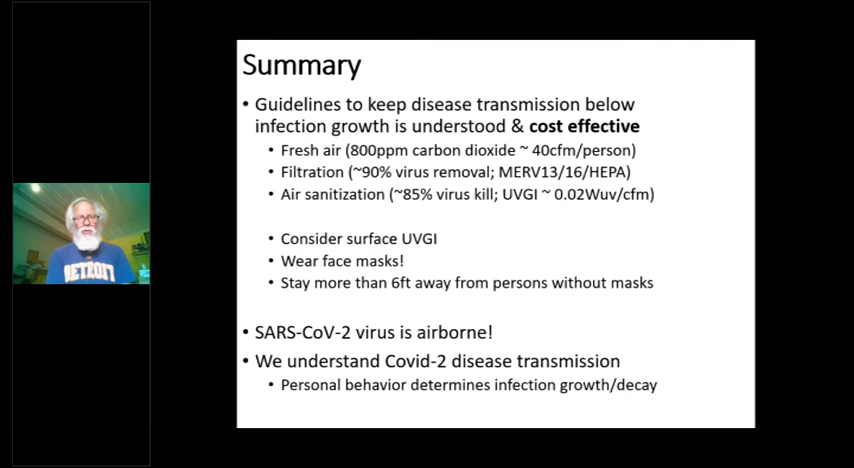 Summary
• Guidelines to keep disease transmission below
infection growth is understood & cost effective
• Fresh air (800ppm carbon dioxide ~ 40cfm/person)
• Filtration (~90% virus removal; MERV13/16/HEPA)
• Air sanitization (~85% virus kill; UVGI ~ 0.02Wuv/cfm)
• Consider surface UVGI
• Wear face masks!
• Stay more than 6ft away from persons without masks
• SARS-CoV-2 virus is airborne!
• We understand Covid-2 disease transmission
• Personal behavior determines infection growth/decay
DETROIT